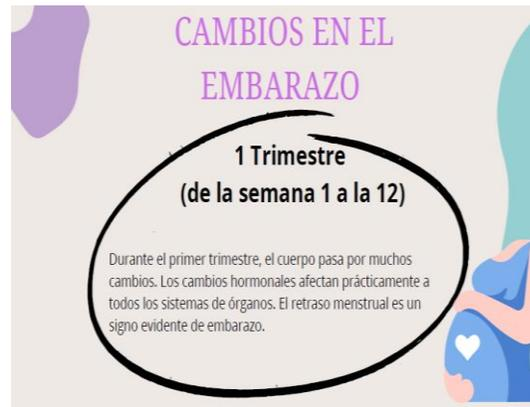 CAMBIOS EN EL
EMBARAZO
1 Trimestre
(de la semana 1 a la 12)
Durante el primer trimestre, el cuerpo pasa por muchos
cambios. Los cambios hormonales afectan prácticamente a
todos los sistemas de órganos. El retraso menstrual es un
signo evidente de embarazo.